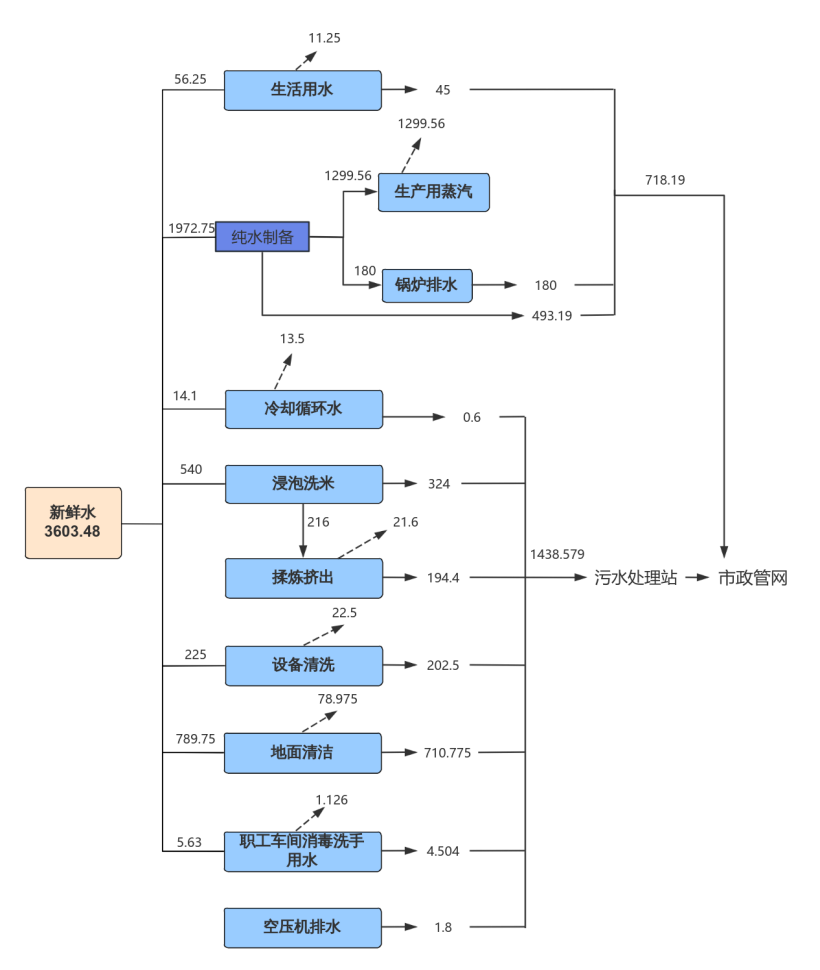 11.25
56.25
生活用水
45
1299.56
1299.56
生产用蒸汽
718.19
1972.75
纯水制备
180
锅炉排水
180
493.19
13.5
14.1
冷却循环水
0.6
540
浸泡洗米
324
新鲜水
3603.48
216
21.6
1438.579
揉炼挤出
194.4
污水处理站
市政管网
22.5
225
设备清洗
202.5
78.975
789.75
地面清洁
710.775
1.126
5.63
职工车间消毒洗手
用水
4.504
空压机排水
1.8